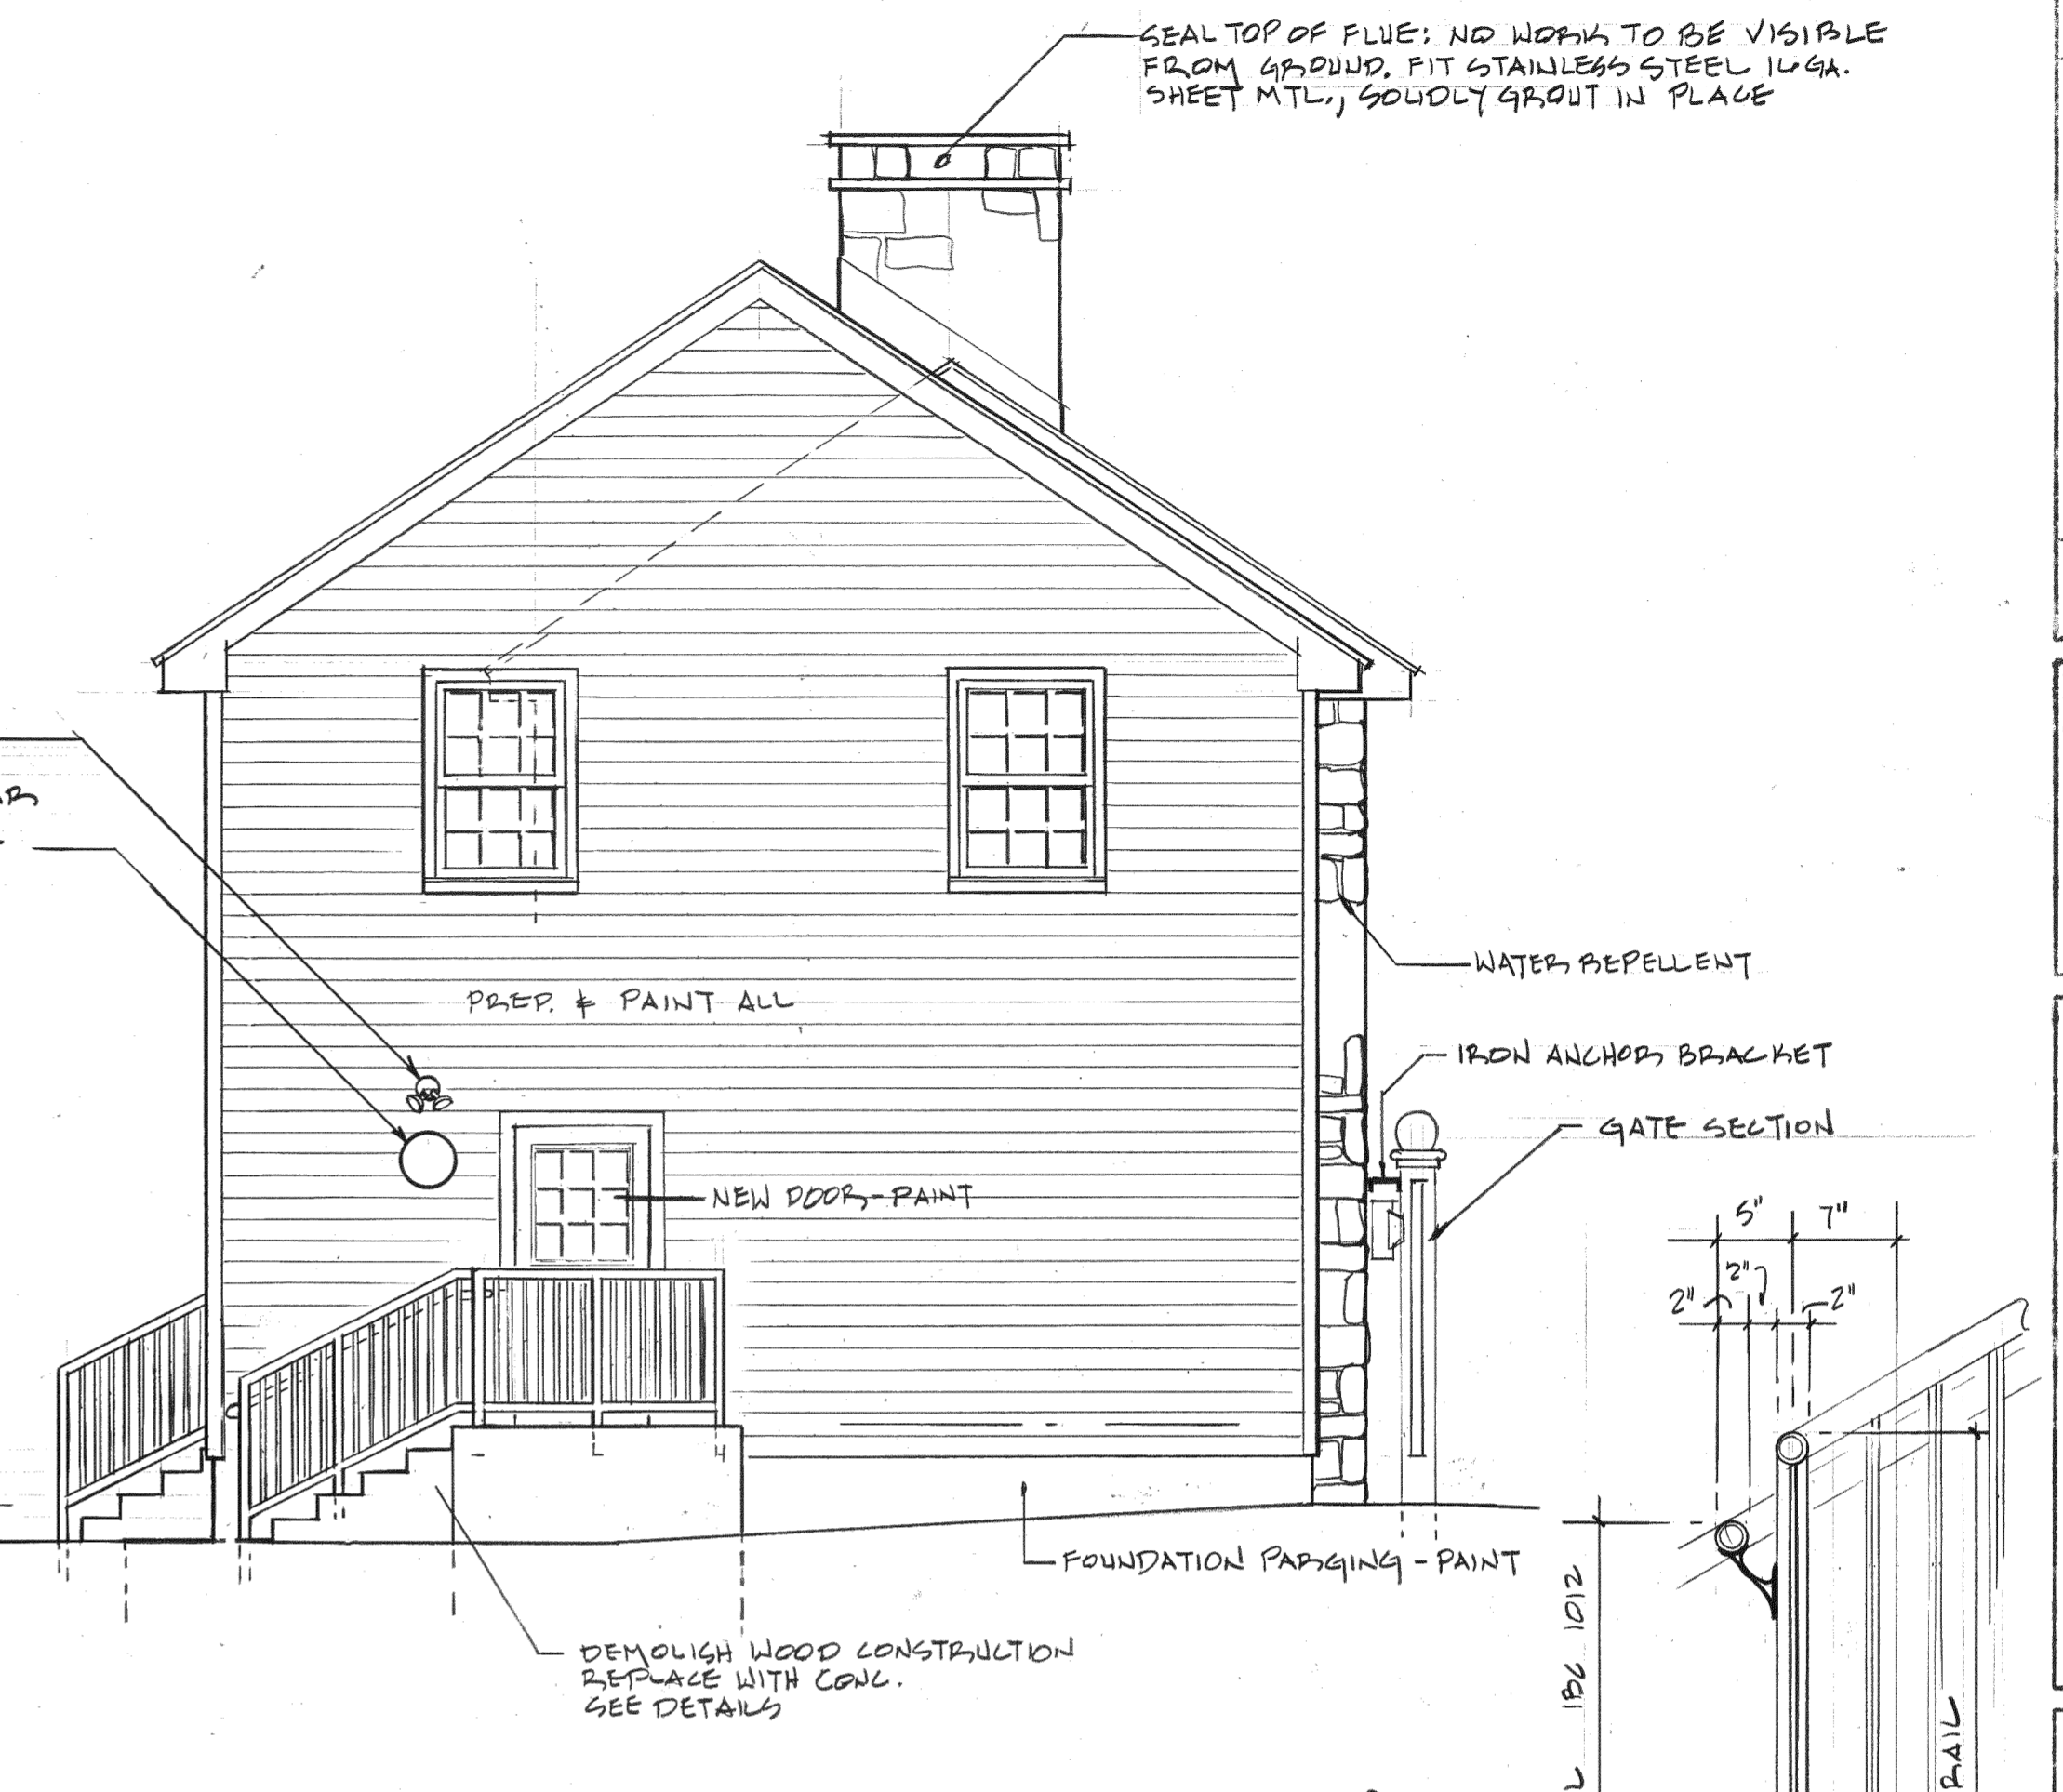 SEAL TOP OF FLUE: NO WORK TO BE VISIBLE
FROM GROUND. FIT STAINLESS STEEL 16 GA.
SHEET MTL., SOLIDLY GROUT IN PLACE
WATER REPELLENT
PREP. & PAINT ALL
IRON ANCHOR BRACKET
GATE SECTION
NEW DOOR-PAINT
5" 7"
2" 2" 2"
FOUNDATION PARGING - PAINT
DEMOLISH WOOD CONSTRUCTION
REPLACE WITH CONC.
SEE DETAILS
IBC 1012
RAIL